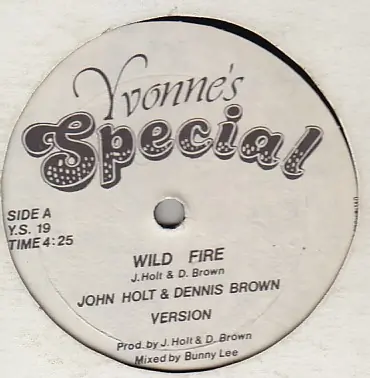 Yvonne's
Special
SIDE A
Y.S. 19
TIME 4:25
WILD FIRE
J. Holt & D. Brown
JOHN HOLT & DENNIS BROWN
VERSION
Prod. by J. Holt & D. Brown
Mixed by Bunny Lee